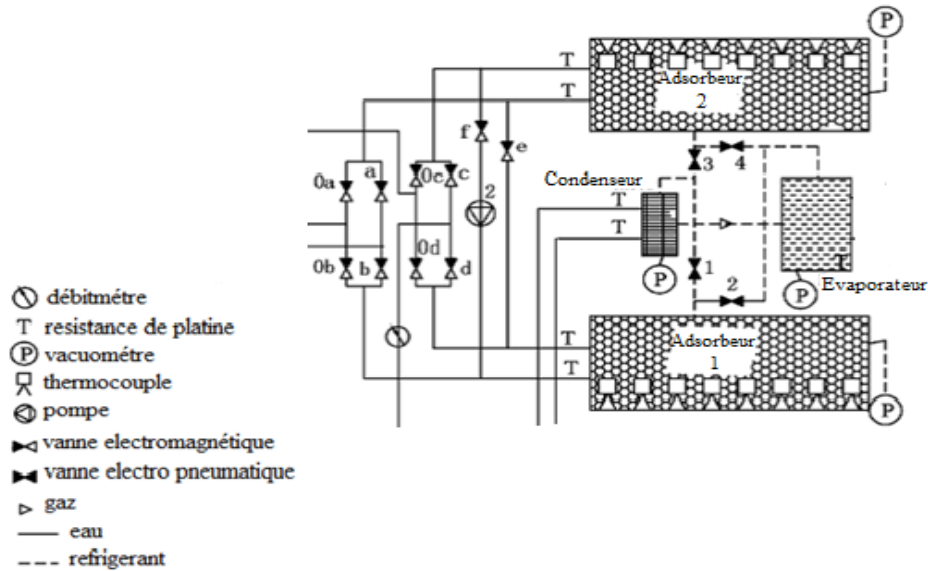 P
T
T
Adsorbeur
2
f
e
3
4
0a
a
0c
c
2
Condenseur
T
T
P
1
2
T
P
Evaporateur
0b
b
0d
d
T
T
Adsorbeur
1
P
débitmétre
T resistance de platine
P vacuométre
thermocouple
pompe
vanne electromagnétique
vanne electro pneumatique
gaz
eau
refrigerant